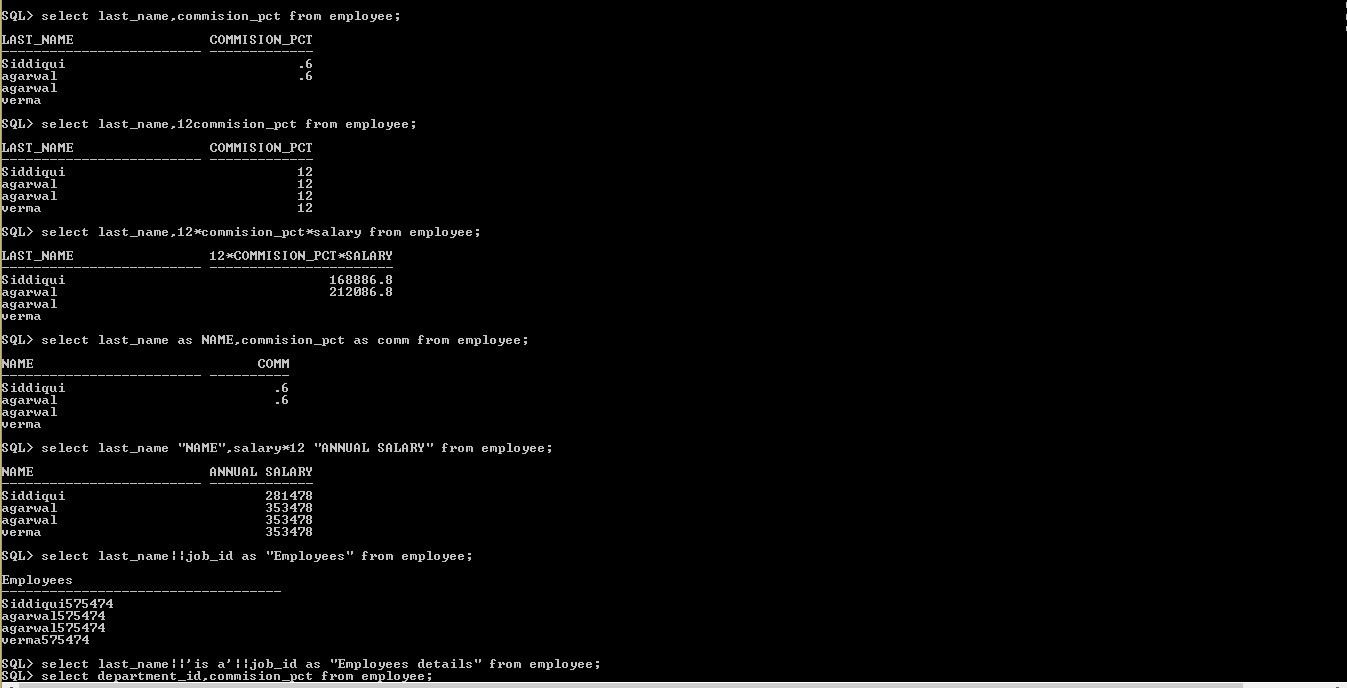 SQL> select last_name,commision_pct from employee;
LAST_NAME COMMISION_PCT
Siddiqui .6
agarwal .6
agarwal
verma
SQL> select last_name,12commision_pct from employee;
LAST_NAME COMMISION_PCT
Siddiqui 12
agarwal 12
agarwal 12
verma 12
SQL> select last_name,12*commision_pct*salary from employee;
LAST_NAME 12*COMMISION_PCT*SALARY
Siddiqui 168886.8
agarwal 212086.8
agarwal
verma
SQL> select last_name as NAME,commision_pct as comm from employee;
NAME COMM
Siddiqui .6
agarwal .6
agarwal
verma
SQL> select last_name "NAME",salary*12 "ANNUAL SALARY" from employee;
NAME ANNUAL SALARY
Siddiqui 281478
agarwal 353478
agarwal 353478
verma 353478
SQL> select last_name||job_id as "Employees" from employee;
Employees
Siddiqui575474
agarwal575474
agarwal575474
verma575474
SQL> select last_name||'is a'||job_id as "Employees details" from employee;
SQL> select department_id,commision_pct from employee;